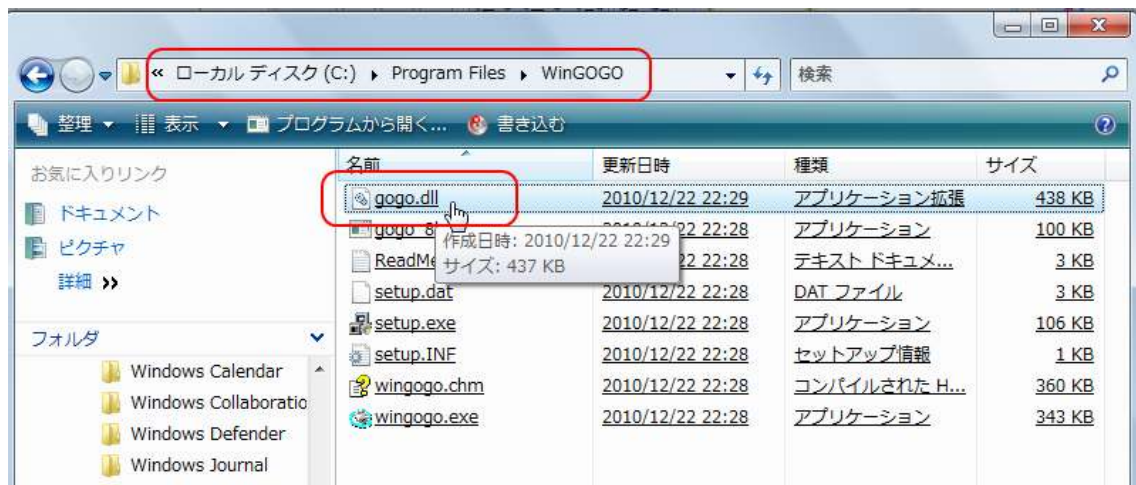 « ローカル ディスク (C:) ▸ Program Files ▸ WinGOGO 検索
整理 表示 プログラムから開く... 書き込む
お気に入りリンク
ドキュメント
ピクチャ
詳細 »
フォルダ
Windows Calendar
Windows Collaboratio
Windows Defender
Windows Journal
名前 更新日時 種類 サイズ
gogo.dll 2010/12/22 22:29 アプリケーション拡張 438 KB
22:28 アプリケーション 100 KB
作成日時: 2010/12/22 22:29
サイズ: 437 KB
ReadMe 22:28 テキスト ドキュメ... 3 KB
setup.dat 2010/12/22 22:28 DAT ファイル 3 KB
setup.exe 2010/12/22 22:28 アプリケーション 106 KB
setup.INF 2010/12/22 22:28 セットアップ情報 1 KB
wingogo.chm 2010/12/22 22:28 コンパイルされた H... 360 KB
wingogo.exe 2010/12/22 22:28 アプリケーション 343 KB